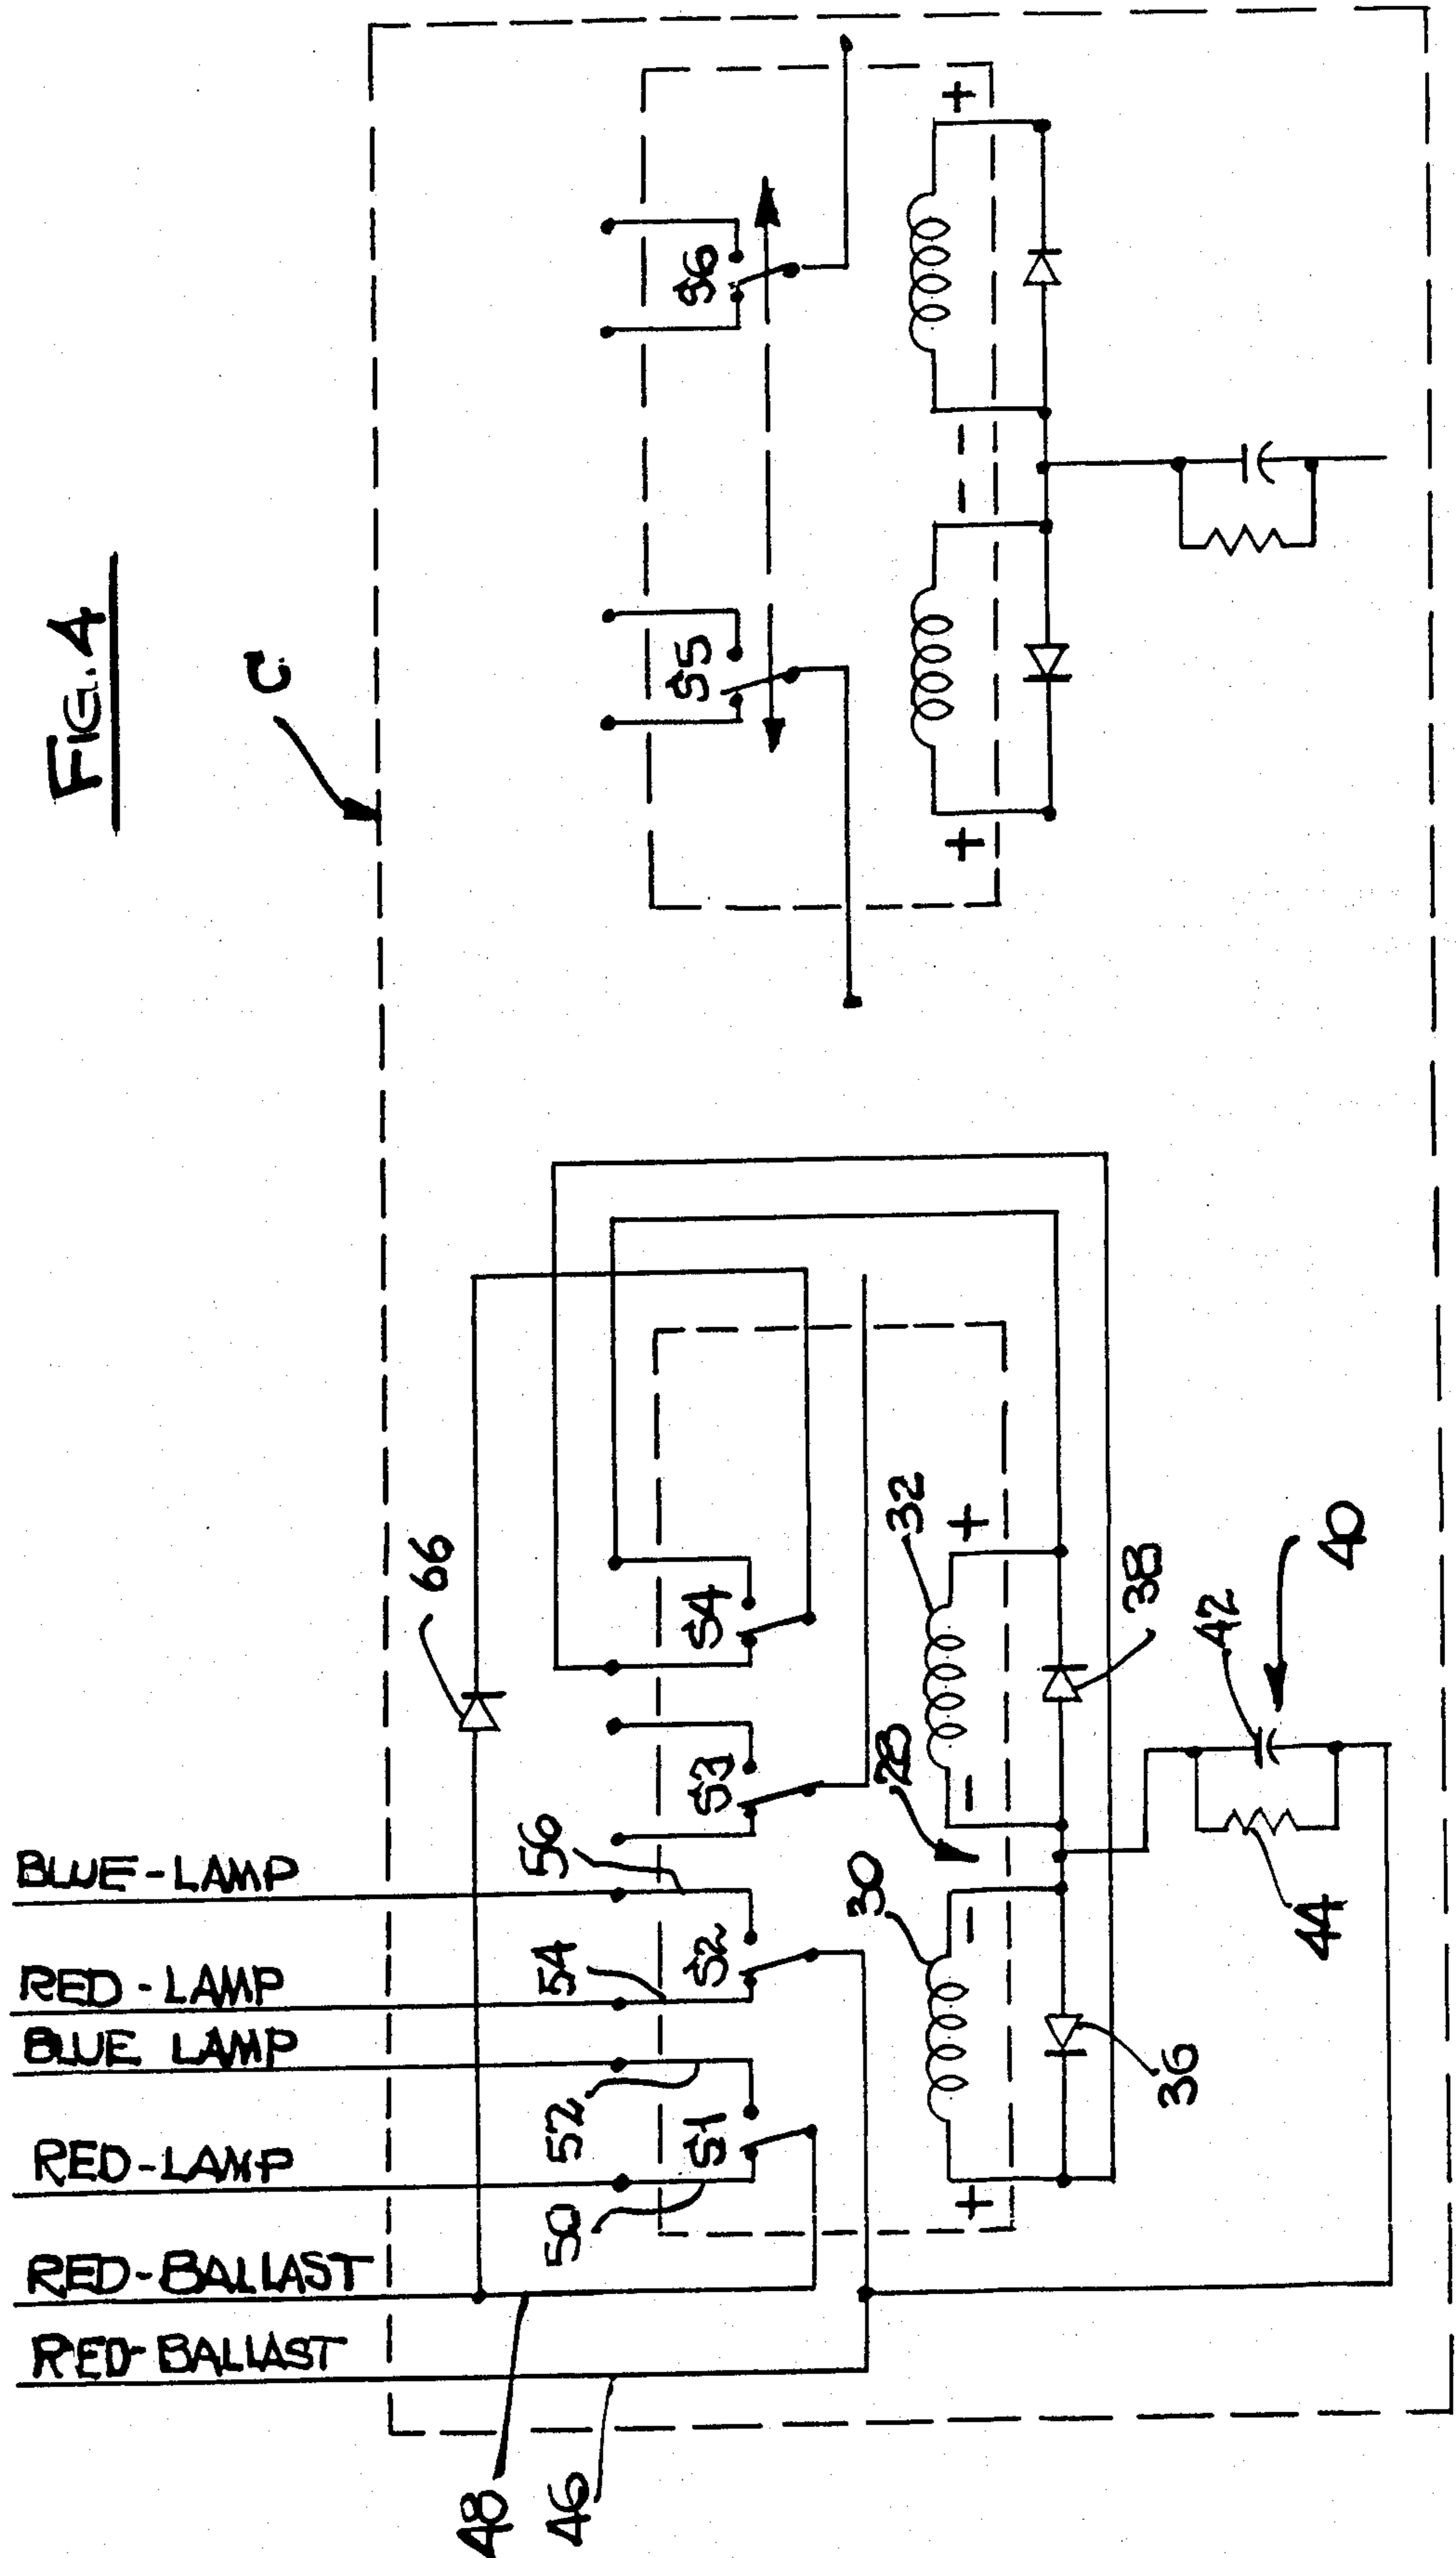 FIG. 4
C
BLUE-LAMP
RED-LAMP
BLUE LAMP
RED-LAMP
RED-BALLAST
RED-BALLAST
48
46
66
56
54
52
50
S1
S2
S3
S4
S5
S6
28
30
32
36
38
40
42
44
+
-
-
+
+
-
-
+